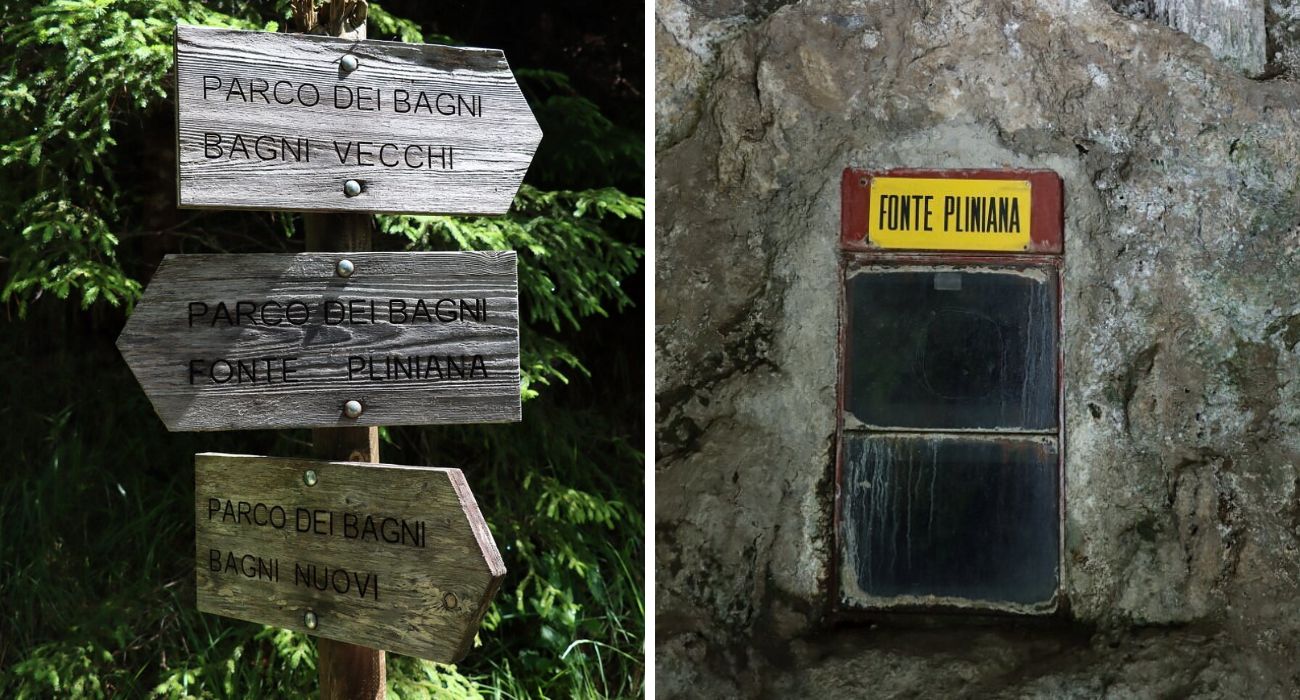 PARCO DEI BAGNI
BAGNI VECCHI
PARCO DEI BAGNI
FONTE PLINIANA
PARCO DEI BAGNI
BAGNI NUOVI
FONTE PLINIANA